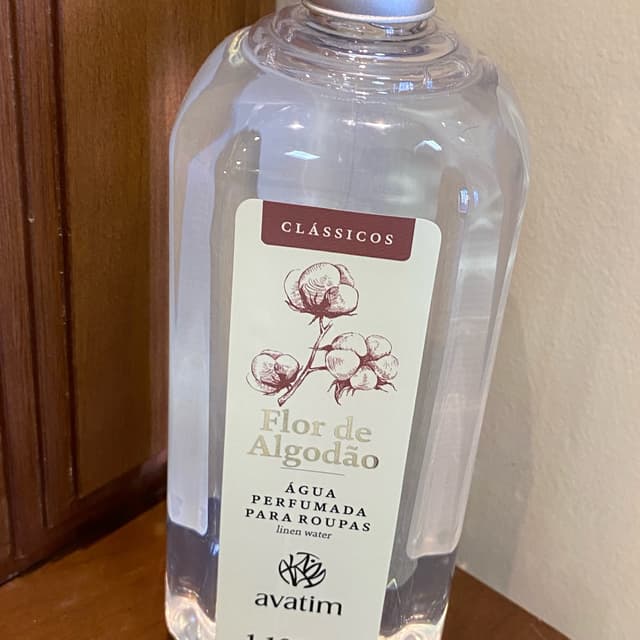 CLÁSSICOS
Flor de
Algodão
ÁGUA
PERFUMADA
PARA ROUPAS
linen water
avatim